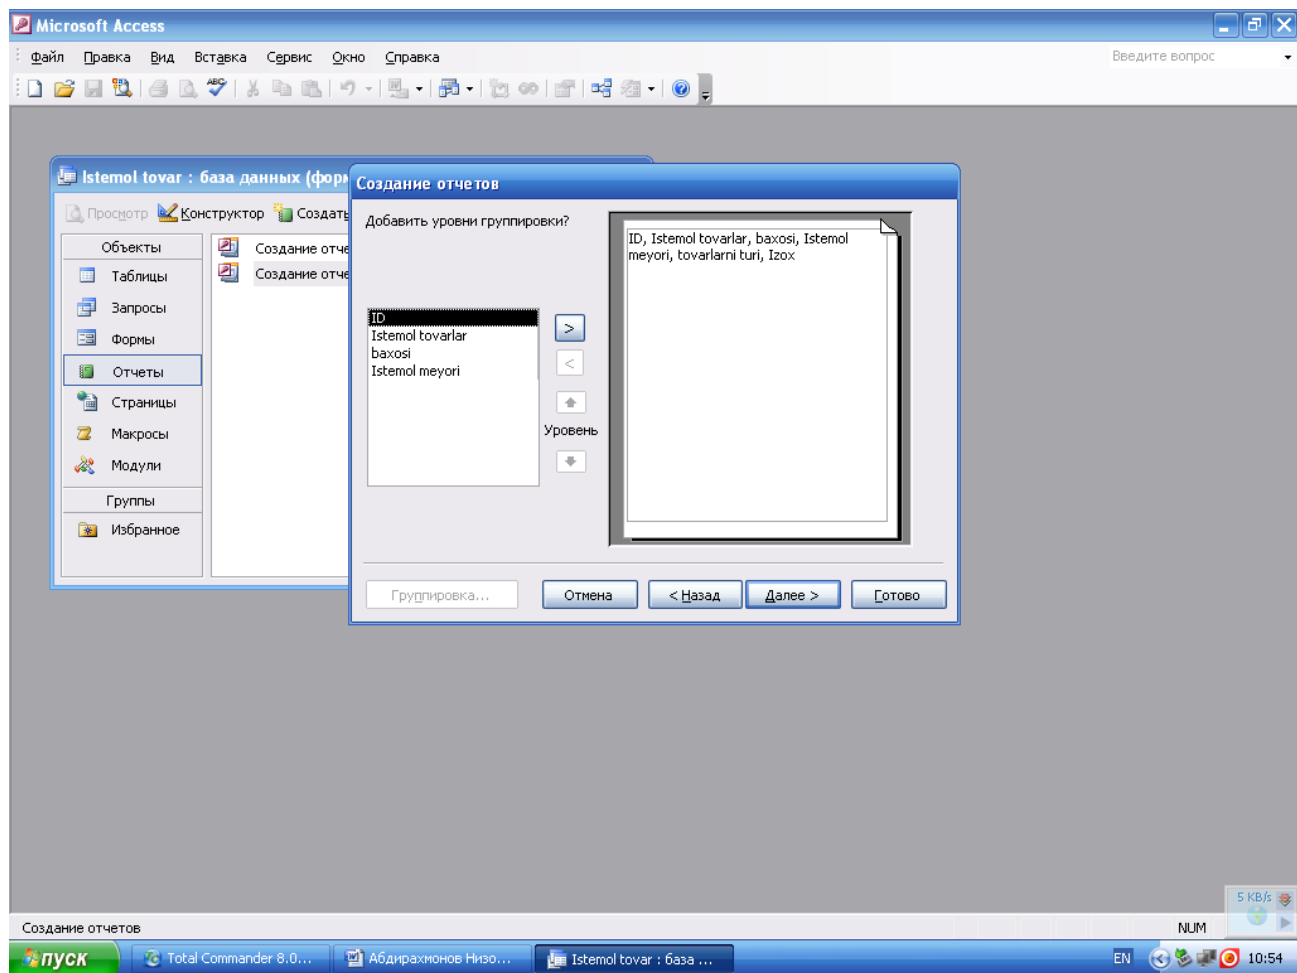 Microsoft Access
Файл Правка Вид Вставка Сервис Окно Справка
Введите вопрос
Istemol tovar : база данных (форм
Просмотр Конструктор Создать
Объекты
Таблицы
Запросы
Формы
Отчеты
Страницы
Макросы
Модули
Группы
Избранное
Создание отче
Создание отче
Создание отчетов
Добавить уровни группировки?
ID
Istemol tovarlar
baxosi
Istemol meyori
>
<
Уровень
ID, Istemol tovarlar, baxosi, Istemol
meyori, tovarlarni turi, Izox
Группировка... Отмена < Назад Далее > Готово
5 KB/s
Создание отчетов
NUM
пуск Total Commander 8.0... Абдирахмонов Низо... Istemol tovar : база ... EN 10:54